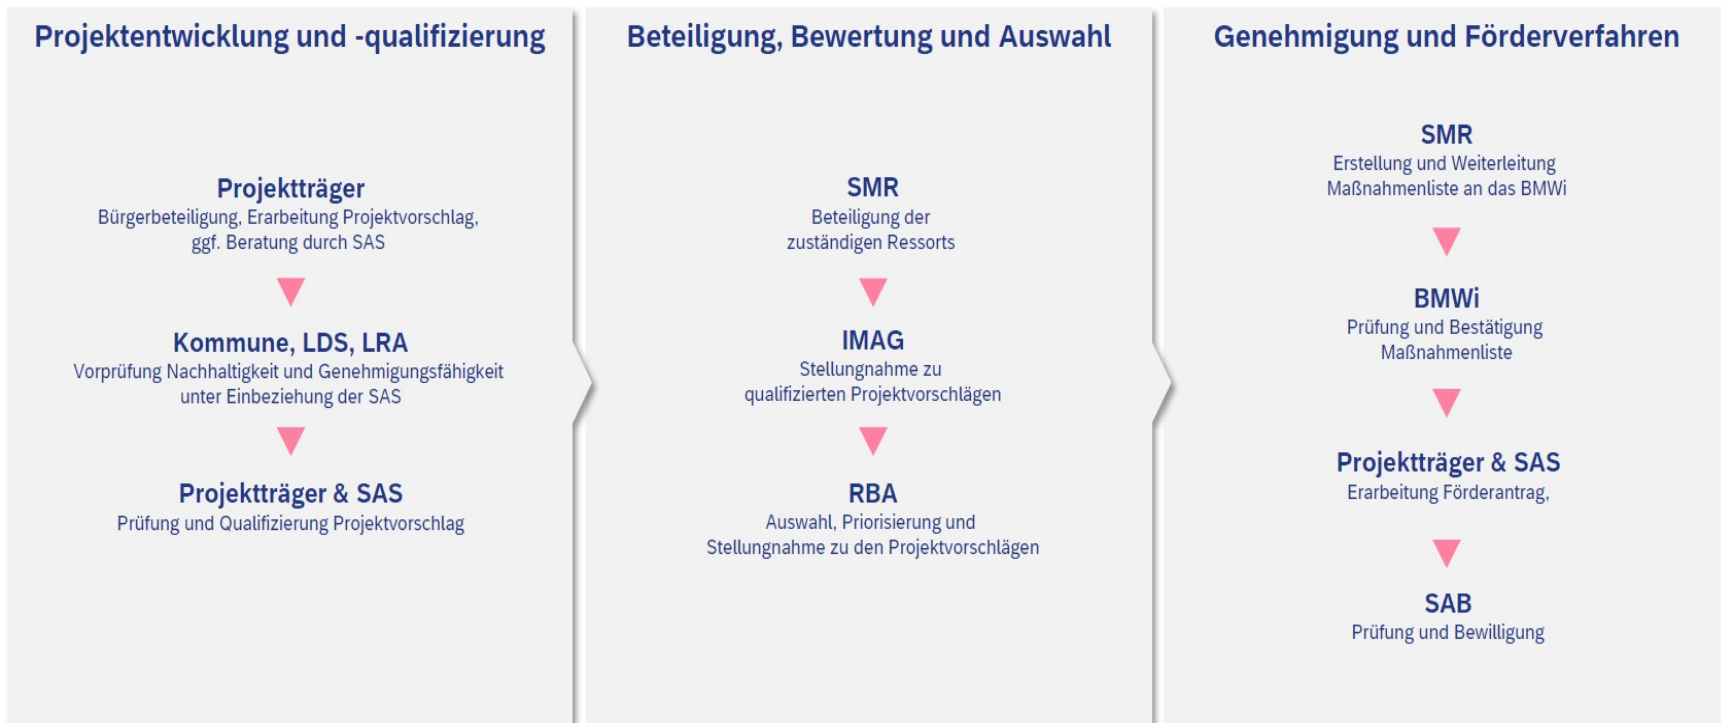 Projektentwicklung und -qualifizierung
Projektträger
Bürgerbeteiligung, Erarbeitung Projektvorschlag,
ggf. Beratung durch SAS
Kommune, LDS, LRA
Vorprüfung Nachhaltigkeit und Genehmigungsfähigkeit
unter Einbeziehung der SAS
Projektträger & SAS
Prüfung und Qualifizierung Projektvorschlag
Beteiligung, Bewertung und Auswahl
SMR
Beteiligung der
zuständigen Ressorts
IMAG
Stellungnahme zu
qualifizierten Projektvorschlägen
RBA
Auswahl, Priorisierung und
Stellungnahme zu den Projektvorschlägen
Genehmigung und Förderverfahren
SMR
Erstellung und Weiterleitung
Maßnahmenliste an das BMWi
BMWi
Prüfung und Bestätigung
Maßnahmenliste
Projektträger & SAS
Erarbeitung Förderantrag,
SAB
Prüfung und Bewilligung